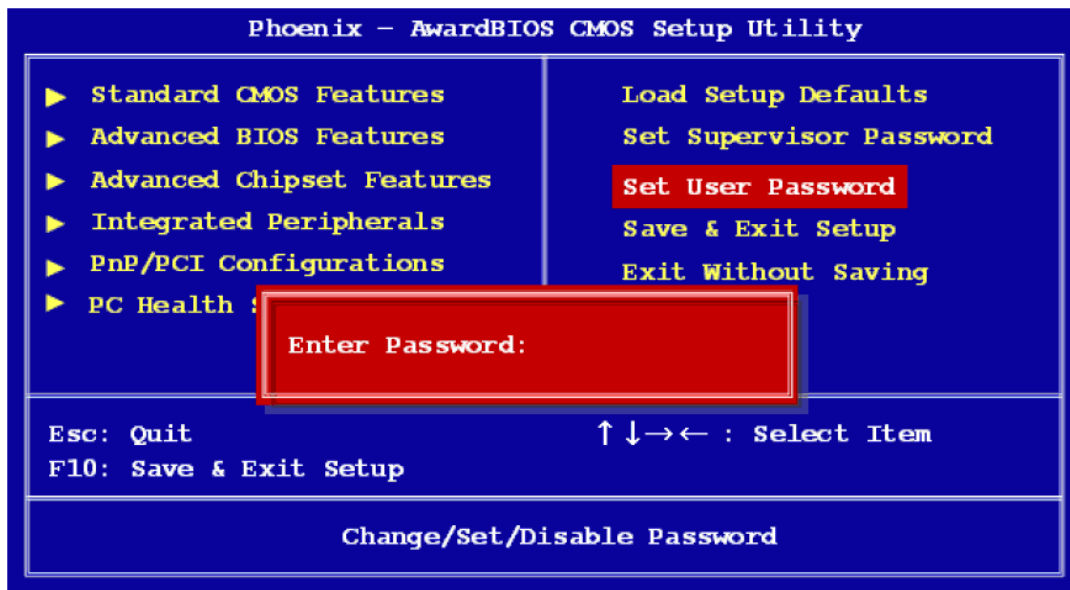 Phoenix - AwardBIOS CMOS Setup Utility
Standard CMOS Features
Advanced BIOS Features
Advanced Chipset Features
Integrated Peripherals
PnP/PCI Configurations
PC Health
Load Setup Defaults
Set Supervisor Password
Set User Password
Save & Exit Setup
Exit Without Saving
Enter Password:
Esc: Quit
↑↓→← : Select Item
F10: Save & Exit Setup
Change/Set/Disable Password